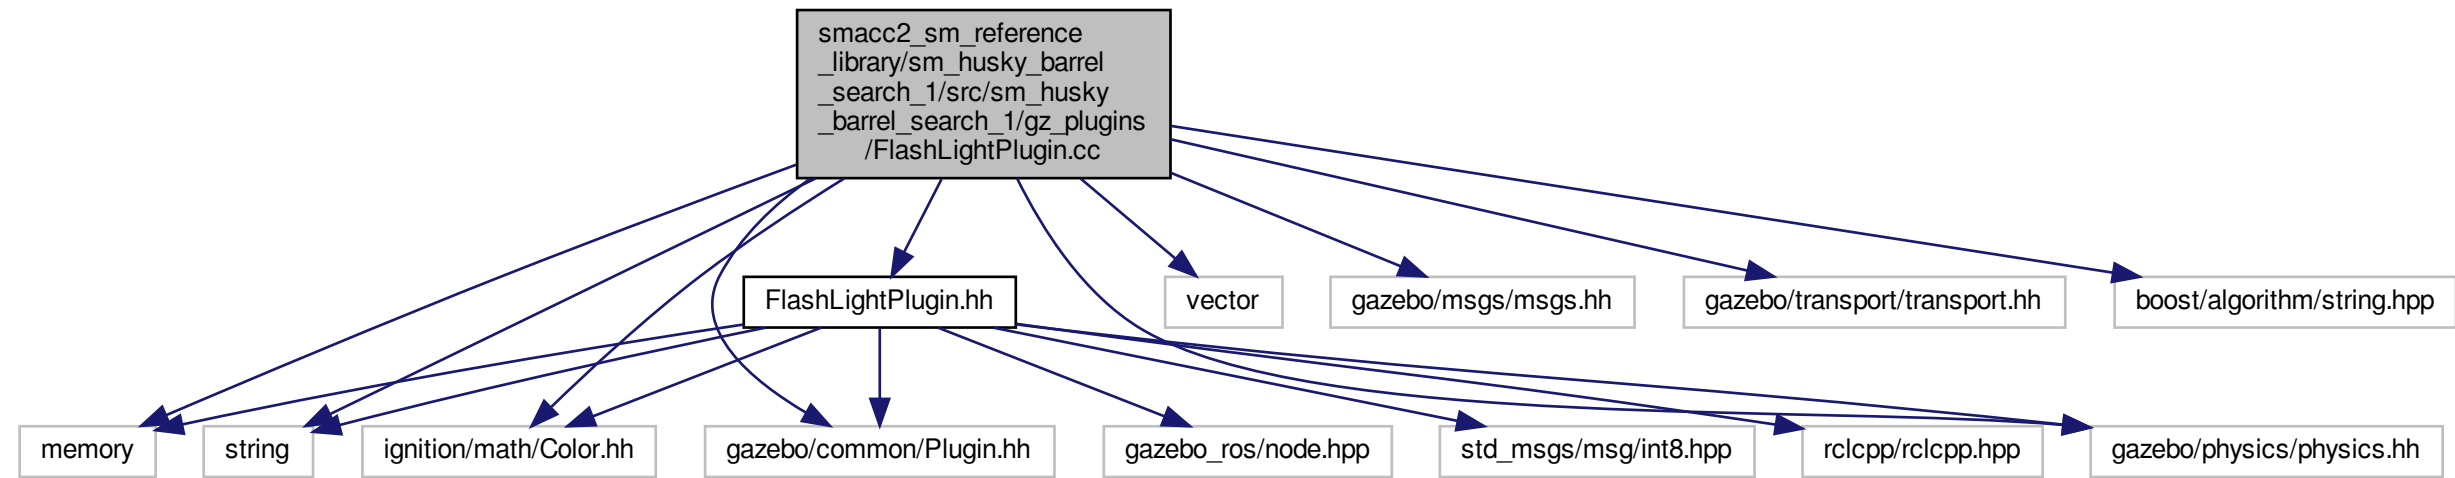 smacc2_sm_reference
_library/sm_husky_barrel
_search_1/src/sm_husky
_barrel_search_1/gz_plugins
/FlashLightPlugin.cc
FlashLightPlugin.hh
vector
gazebo/msgs/msgs.hh
gazebo/transport/transport.hh
boost/algorithm/string.hpp
memory
string
ignition/math/Color.hh
gazebo/common/Plugin.hh
gazebo_ros/node.hpp
std_msgs/msg/int8.hpp
rclcpp/rclcpp.hpp
gazebo/physics/physics.hh